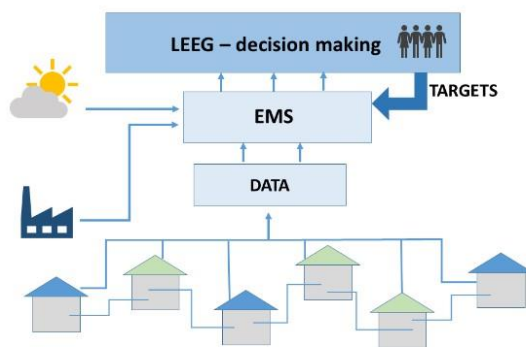 LEEG – decision making
TARGETS
EMS
DATA